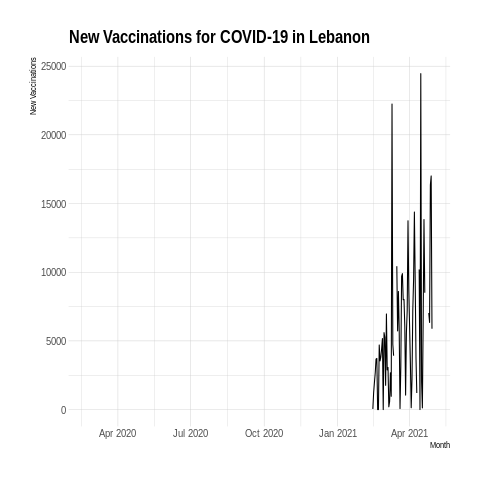 New Vaccinations for COVID-19 in Lebanon
New Vaccinations
25000
20000
15000
10000
5000
0
Apr 2020
Jul 2020
Oct 2020
Jan 2021
Apr 2021
Month